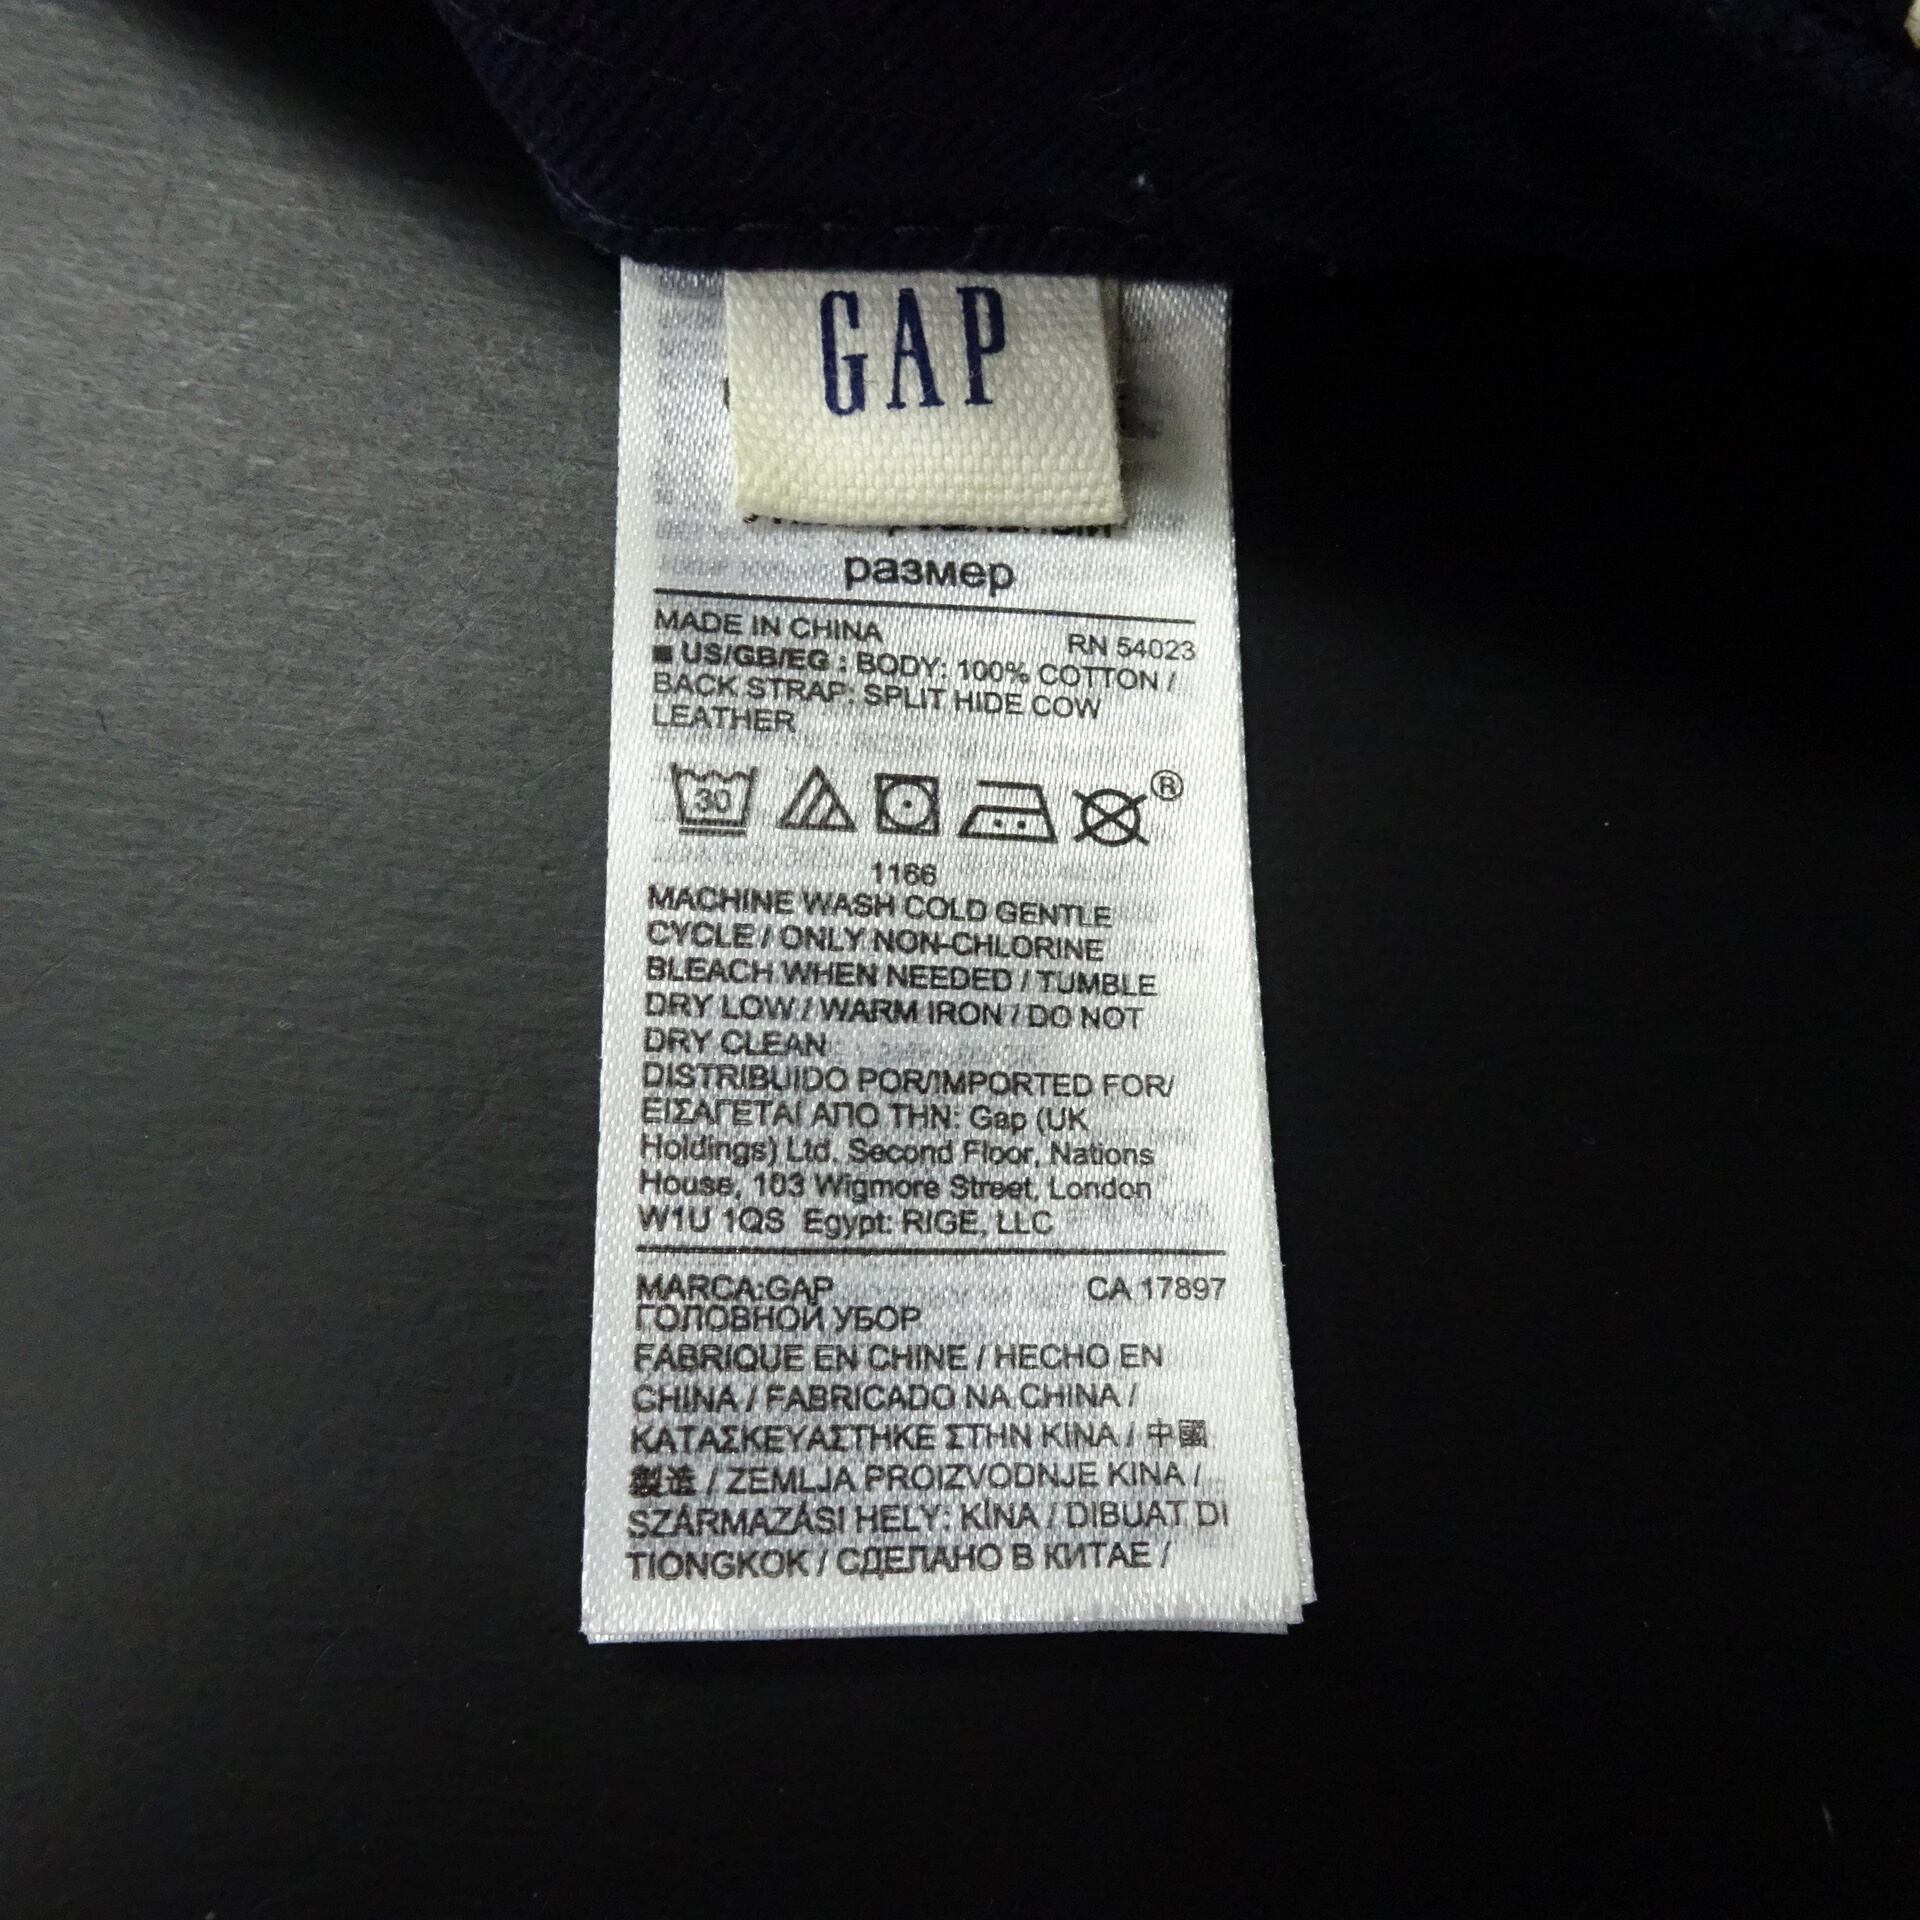 GAP
размер
MADE IN CHINA
RN 54023
US/GB/EG : BODY: 100% COTTON /
BACK STRAP: SPLIT HIDE COW
LEATHER
30
®
1166
MACHINE WASH COLD GENTLE
CYCLE / ONLY NON-CHLORINE
BLEACH WHEN NEEDED / TUMBLE
DRY LOW / WARM IRON / DO NOT
DRY CLEAN
DISTRIBUIDO POR/IMPORTED FOR/
ΕΙΣΑΓΕΤΑΙ ΑΠΟ ΤΗΝ: Gap (UK
Holdings) Ltd. Second Floor, Nations
House, 103 Wigmore Street, London
W1U 1QS Egypt: RIGE, LLC
MARCA:GAP
CA 17897
ГОЛОВНОЙ УБОР
FABRIQUE EN CHINE / HECHO EN
CHINA / FABRICADO NA CHINA /
ΚΑΤΑΣΚΕΥΑΣΤΗΚΕ ΣΤΗΝ ΚΙΝΑ / 中國
製造 / ZEMLJA PROIZVODNJE KINA /
SZÁRMAZÁSI HELY: KÍNA / DIBUAT DI
TIONGKOK / СДЕЛАНО В КИТАЕ /